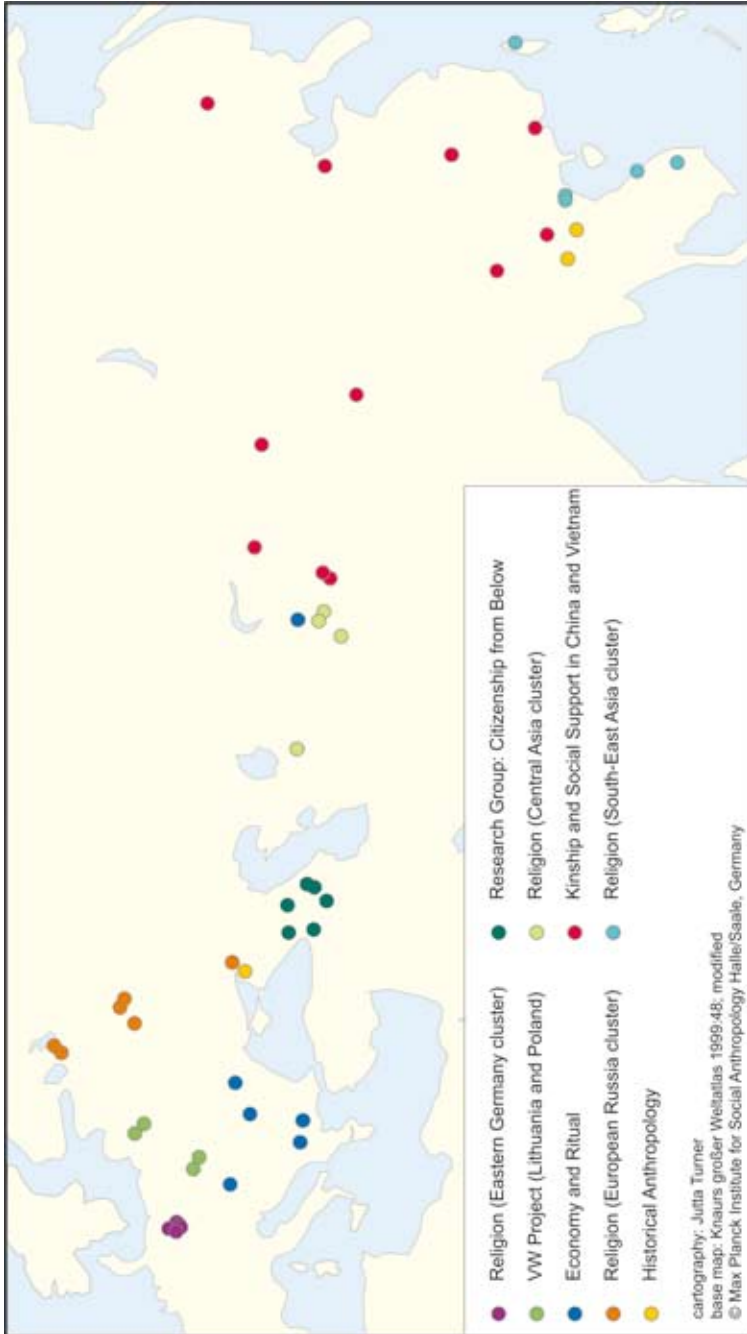 Religion (Eastern Germany cluster)
VW Project (Lithuania and Poland)
Economy and Ritual
Religion (European Russia cluster)
Historical Anthropology
Research Group: Citizenship from Below
Religion (Central Asia cluster)
Kinship and Social Support in China and Vietnam
Religion (South-East Asia cluster)
cartography: Jutta Turner
base map: Knaurs großer Weltatlas 1999:48; modified
© Max Planck Institute for Social Anthropology Halle/Saale, Germany